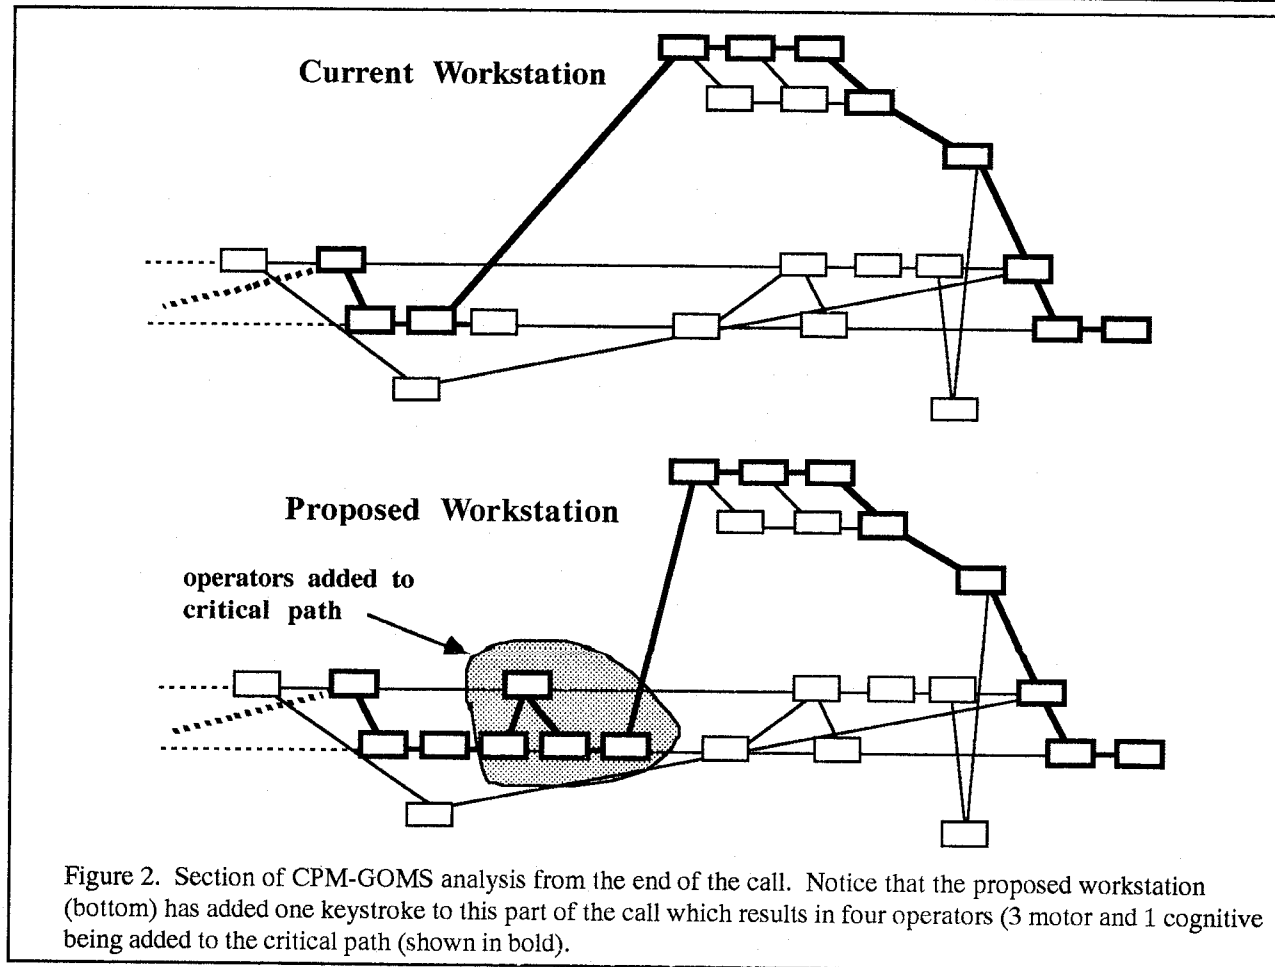 Current Workstation
Proposed Workstation
operators added to
critical path
Figure 2. Section of CPM-GOMS analysis from the end of the call. Notice that the proposed workstation
(bottom) has added one keystroke to this part of the call which results in four operators (3 motor and 1 cognitive
being added to the critical path (shown in bold).